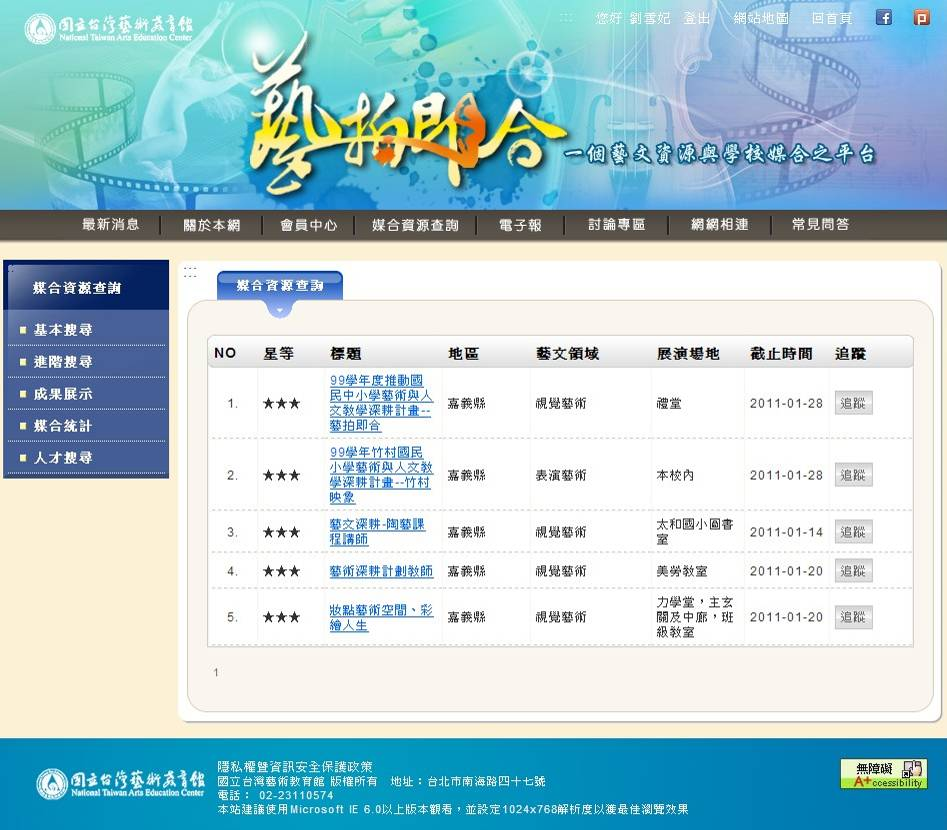 國立台灣藝術教育館
National Taiwan Arts Education Center
::: 您好 劉書妃 登出 網站地圖 回首頁
藝拍即合
一個藝文資源與學校媒合之平台
最新消息 關於本網 會員中心 媒合資源查詢 電子報 討論專區 網網相連 常見問答
媒合資源查詢
基本搜尋
進階搜尋
成果展示
媒合統計
人才搜尋
:::
媒合資源查詢
NO 星等 標題 地區 藝文領域 展演場地 截止時間 追蹤
1. ★★★ 99學年度推動國
民中小學藝術與人
文教學深耕計畫--
藝拍即合 嘉義縣 視覺藝術 禮堂 2011-01-28 追蹤
2. ★★★ 99學年竹村國民
小學藝術與人文教
學深耕計畫--竹村
映象 嘉義縣 表演藝術 本校內 2011-01-28 追蹤
3. ★★★ 藝文深耕-陶藝課
程講師 嘉義縣 視覺藝術 太和國小圖書
室 2011-01-14 追蹤
4. ★★★ 藝術深耕計劃教師 嘉義縣 視覺藝術 美勞教室 2011-01-20 追蹤
5. ★★★ 妝點藝術空間、彩
繪人生 嘉義縣 視覺藝術 力學堂，主玄
關及中廊，班
級教室 2011-01-20 追蹤
1
國立台灣藝術教育館
National Taiwan Arts Education Center
隱私權暨資訊安全保護政策
國立台灣藝術教育館 版權所有 地址：台北市南海路四十七號
電話： 02-23110574
本站建議使用Microsoft IE 6.0以上版本觀看，並設定1024x768解析度以獲最佳瀏覽效果
無障礙
A+ccessibility